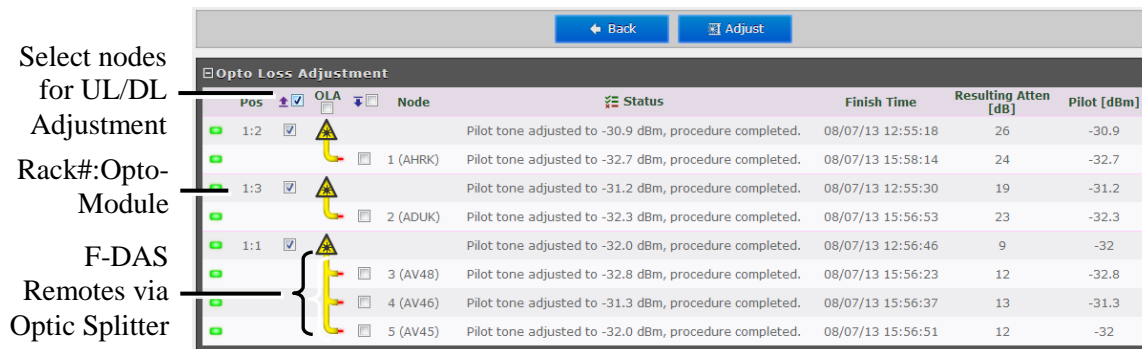 Back Adjust
Select nodes
for UL/DL
Adjustment
Rack#:Opto-
Module
F-DAS
Remotes via
Optic Splitter
Opto Loss Adjustment
Pos OLA Node Status Finish Time Resulting Atten [dB] Pilot [dBm]
1:2 Pilot tone adjusted to -30.9 dBm, procedure completed. 08/07/13 12:55:18 26 -30.9
1 (AHRK) Pilot tone adjusted to -32.7 dBm, procedure completed. 08/07/13 15:58:14 24 -32.7
1:3 Pilot tone adjusted to -31.2 dBm, procedure completed. 08/07/13 12:55:30 19 -31.2
2 (ADUK) Pilot tone adjusted to -32.3 dBm, procedure completed. 08/07/13 15:56:53 23 -32.3
1:1 Pilot tone adjusted to -32.0 dBm, procedure completed. 08/07/13 12:56:46 9 -32
3 (AV48) Pilot tone adjusted to -32.8 dBm, procedure completed. 08/07/13 15:56:23 12 -32.8
4 (AV46) Pilot tone adjusted to -31.3 dBm, procedure completed. 08/07/13 15:56:37 13 -31.3
5 (AV45) Pilot tone adjusted to -32.0 dBm, procedure completed. 08/07/13 15:56:51 12 -32